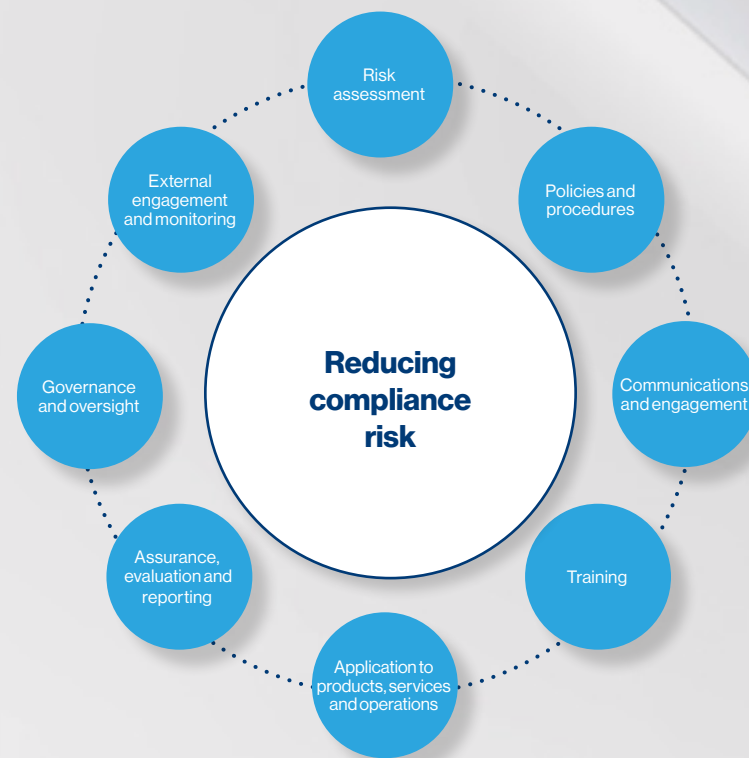 Risk
assessment
Policies and
procedures
Communications
and engagement
Training
Application to
products, services
and operations
Assurance,
evaluation and
reporting
Governance
and oversight
External
engagement
and monitoring
Reducing
compliance
risk